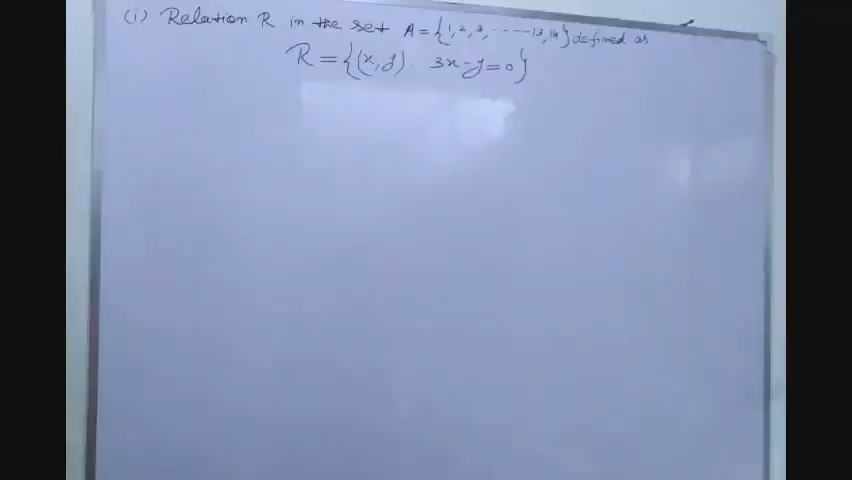 (i) Relation R in the set A = {1, 2, 3, ----- 13, 14} defined as
R = {(x, y). 3x - y = 0}